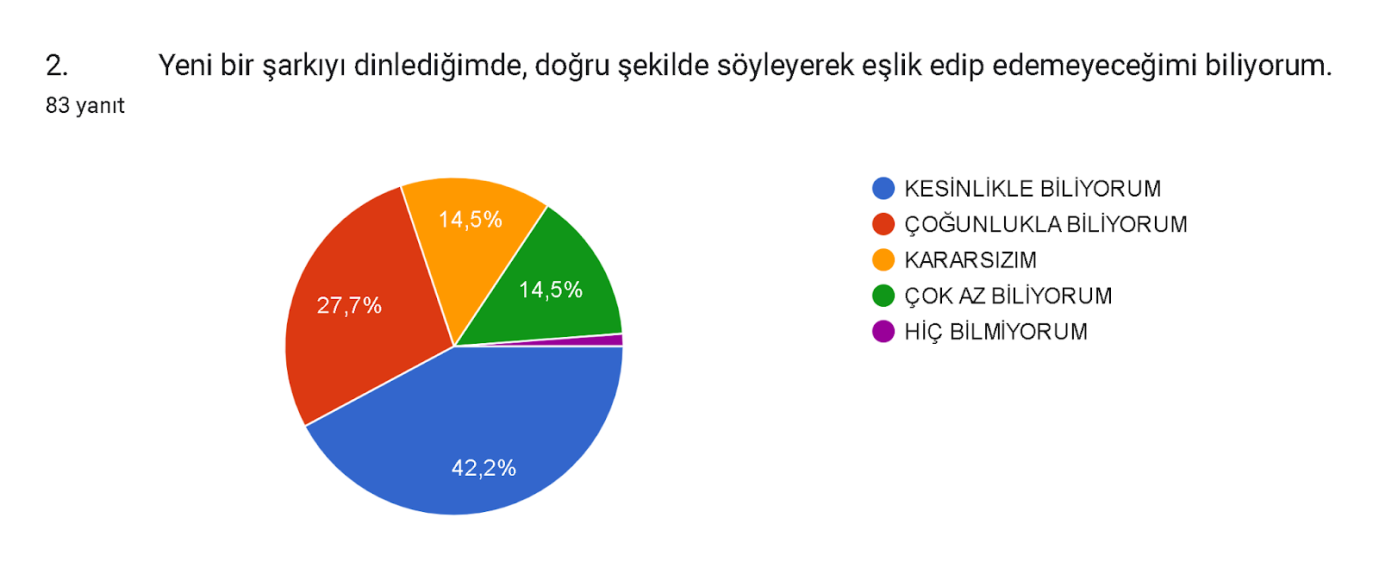 2. Yeni bir şarkıyı dinlediğimde, doğru şekilde söyleyerek eşlik edip edemeyeceğimi biliyorum.
83 yanıt
14,5%
14,5%
27,7%
42,2%
KESİNLİKLE BİLİYORUM
ÇOĞUNLUKLA BİLİYORUM
KARARSIZIM
ÇOK AZ BİLİYORUM
HİÇ BİLMİYORUM